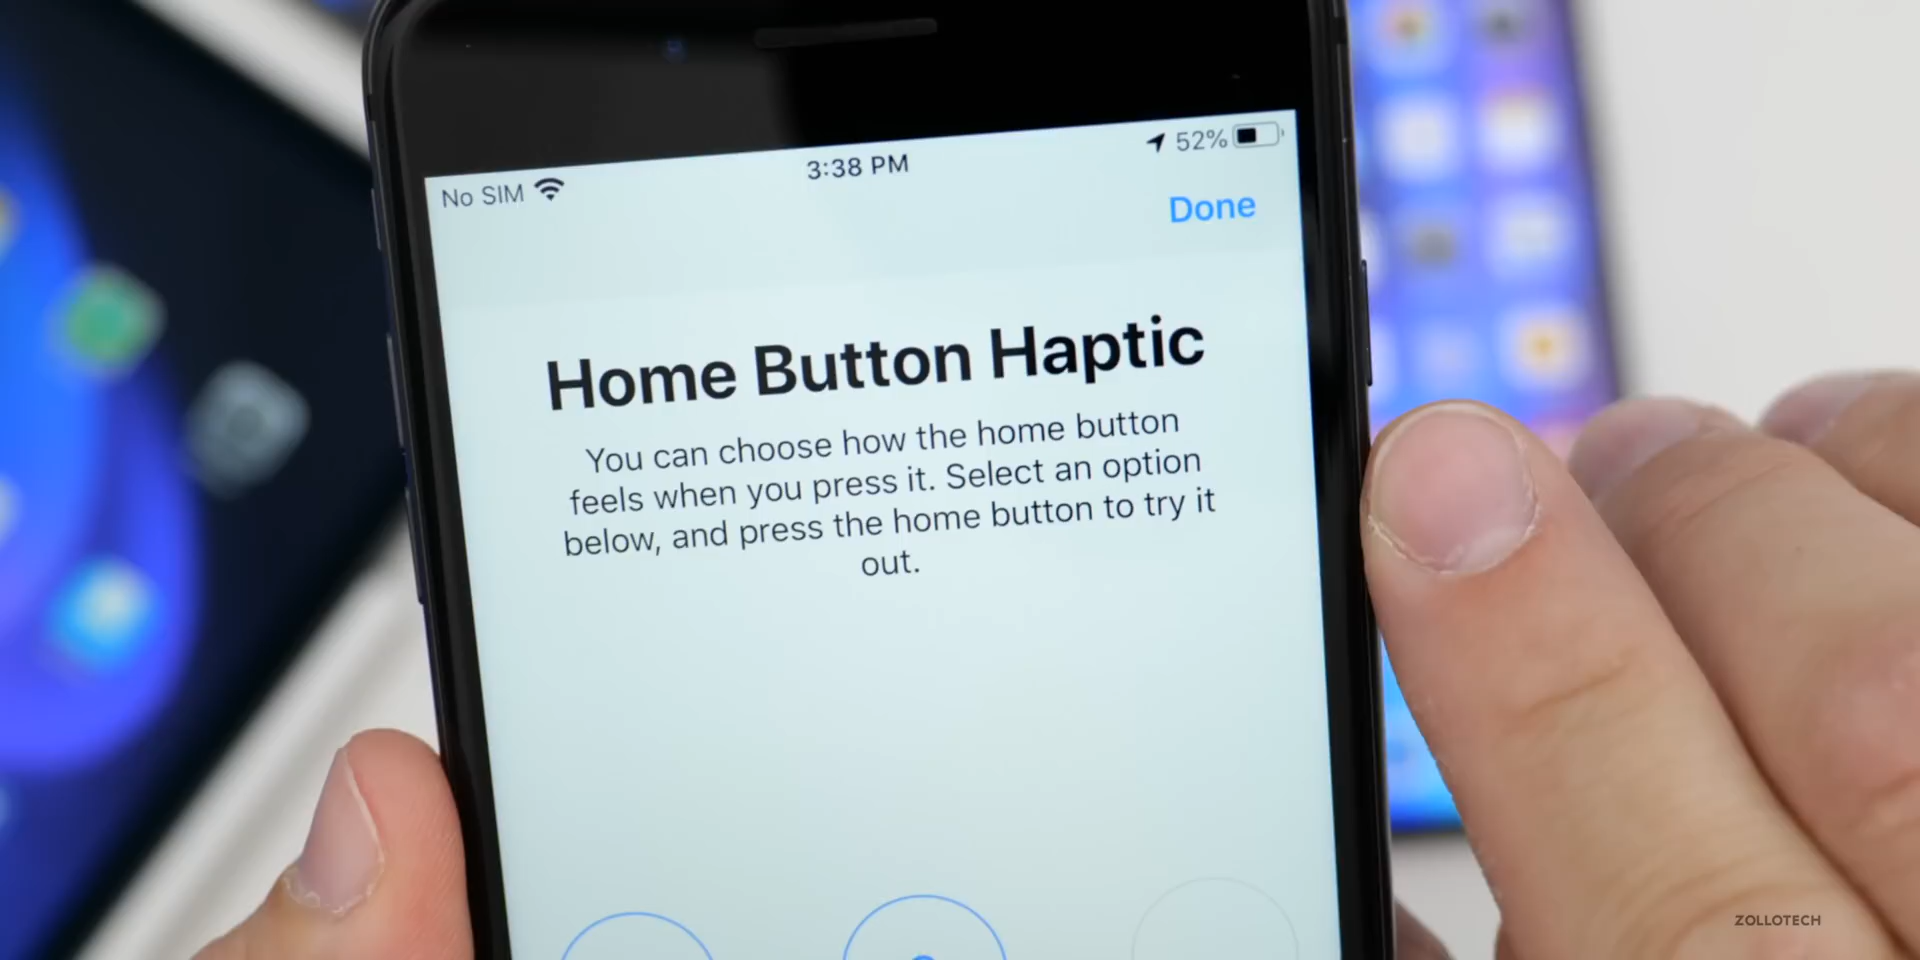 No SIM
3:38 PM
52%
Done
Home Button Haptic
You can choose how the home button
feels when you press it. Select an option
below, and press the home button to try it
out.
ZOLLOTECH